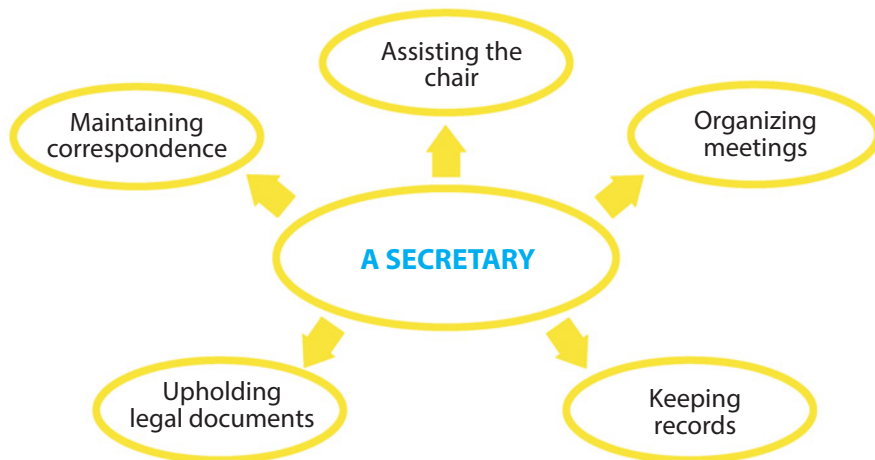 Assisting the
chair
Maintaining
correspondence
Organizing
meetings
A SECRETARY
Upholding
legal documents
Keeping
records